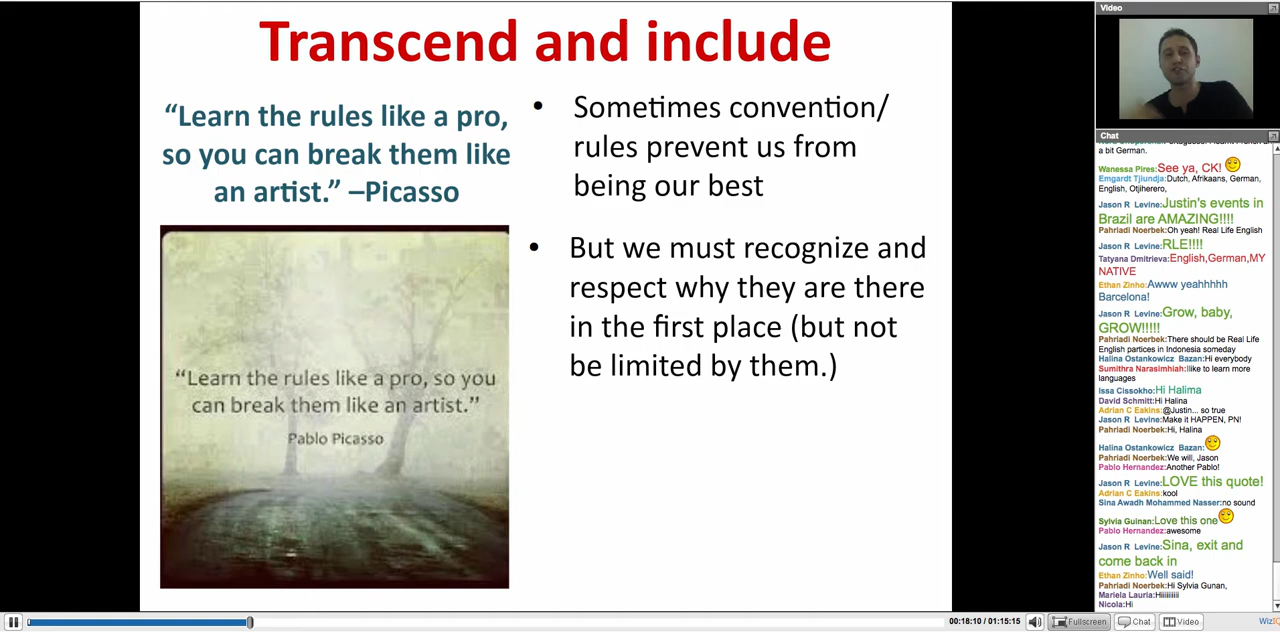 Transcend and include
“Learn the rules like a pro,
so you can break them like
an artist.” –Picasso
• Sometimes convention/
rules prevent us from
being our best
• But we must recognize and
respect why they are there
in the first place (but not
be limited by them.)
“Learn the rules like a pro, so you
can break them like an artist.”
Pablo Picasso
Video
Chat
a bit German.
Wanessa Pires:See ya, CK!
Emgardt Tjiundja:Dutch, Afrikaans, German,
English, Otjiherero,
Jason R Levine:Justin's events in
Brazil are AMAZING!!!!
Pahriadi Noerbek:Oh yeah! Real Life English
Jason R Levine:RLE!!!!
Tatyana Dmitrieva:English,German,MY
NATIVE
Ethan Zinho:Awww yeahhhhh
Barcelona!
Jason R Levine:Grow, baby,
GROW!!!!!
Pahriadi Noerbek:There should be Real Life
English partices in Indonesia someday
Halina Ostankowicz Bazan:Hi everybody
Sumithra Narasimhiah:Ilike to learn more
languages
Issa Cissokho:Hi Halima
David Schmitt:Hi Halina
Adrian C Eakins:@Justin... so true
Jason R Levine:Make it HAPPEN, PN!
Pahriadi Noerbek:Hi, Halina
Halina Ostankowicz Bazan:
Pahriadi Noerbek:We will, Jason
Pablo Hernandez:Another Pablo!
Jason R Levine:LOVE this quote!
Adrian C Eakins:kool
Sina Awadh Mohammed Nasser:no sound
Sylvia Guinan:Love this one
Pablo Hernandez:awesome
Jason R Levine:Sina, exit and
come back in
Ethan Zinho:Well said!
Pahriadi Noerbek:Hi Sylvia Gunan,
Mariela Lauria:Hiiiiiiiiii
Nicola:Hi
00:18:10 / 01:15:15
Fullscreen
Chat
Video
WizIQ